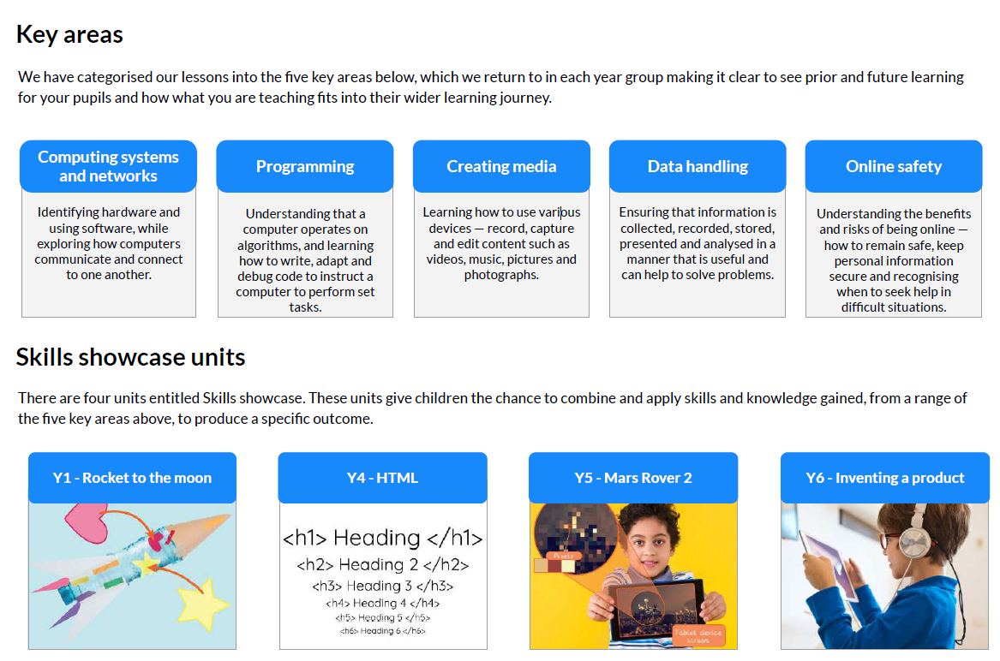 Key areas
We have categorised our lessons into the five key areas below, which we return to in each year group making it clear to see prior and future learning
for your pupils and how what you are teaching fits into their wider learning journey.
Computing systems
and networks
Identifying hardware and
using software, while
exploring how computers
communicate and connect
to one another.
Programming
Understanding that a
computer operates on
algorithms, and learning
how to write, adapt and
debug code to instruct a
computer to perform set
tasks.
Creating media
Learning how to use various
devices — record, capture
and edit content such as
videos, music, pictures and
photographs.
Data handling
Ensuring that information is
collected, recorded, stored,
presented and analysed in a
manner that is useful and
can help to solve problems.
Online safety
Understanding the benefits
and risks of being online —
how to remain safe, keep
personal information
secure and recognising
when to seek help in
difficult situations.
Skills showcase units
There are four units entitled Skills showcase. These units give children the chance to combine and apply skills and knowledge gained, from a range of
the five key areas above, to produce a specific outcome.
Y1 - Rocket to the moon
Y4 - HTML
<h1> Heading </h1>
<h2> Heading 2 </h2>
<h3> Heading 3 </h3>
<h4> Heading 4 </h4>
<h5> Heading 5 </h5>
<h6> Heading 6 </h6>
Y5 - Mars Rover 2
Pixels
Tablet device
screen
Y6 - Inventing a product